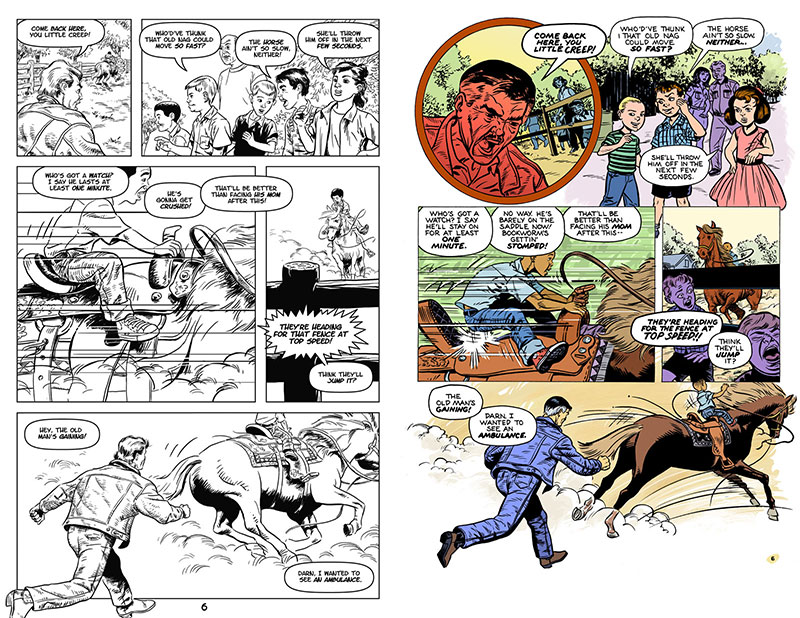 COME BACK HERE,
YOU LITTLE CREEP!
WHO'D'VE THUNK
THAT OLD NAG COULD
MOVE SO FAST?
THE HORSE
AIN'T SO SLOW,
NEITHER!
SHE'LL THROW
HIM OFF IN THE NEXT
FEW SECONDS.
WHO'S GOT A WATCH?
I SAY HE LASTS AT
LEAST ONE MINUTE.
HE'S
GONNA GET
CRUSHED!
THAT'LL BE BETTER
THAN FACING HIS MOM
AFTER THIS!
THEY'RE HEADING
FOR THAT FENCE AT
TOP SPEED!
THINK THEY'LL
JUMP IT?
HEY, THE OLD
MAN'S GAINING!
DARN, I WANTED TO
SEE AN AMBULANCE.
6
COME BACK
HERE, YOU
LITTLE CREEP!
WHO'D'VE THUNK
THAT OLD NAG
COULD MOVE
SO FAST?
THE HORSE
AIN'T SO SLOW,
NEITHER...
SHE'LL THROW
HIM OFF IN THE
NEXT FEW
SECONDS.
WHO'S GOT A
WATCH? I SAY
HE'LL STAY ON
FOR AT LEAST
ONE
MINUTE.
NO WAY. HE'S
BARELY ON THE
SADDLE NOW!
BOOKWORM'S
GETTIN'
STOMPED!
THAT'LL BE
BETTER THAN
FACING HIS MOM
AFTER THIS--
THEY'RE HEADING
FOR THE FENCE AT
TOP SPEED!!
THINK
THEY'LL
JUMP
IT?
THE
OLD MAN'S
GAINING!
DARN, I
WANTED TO
SEE AN
AMBULANCE.
6